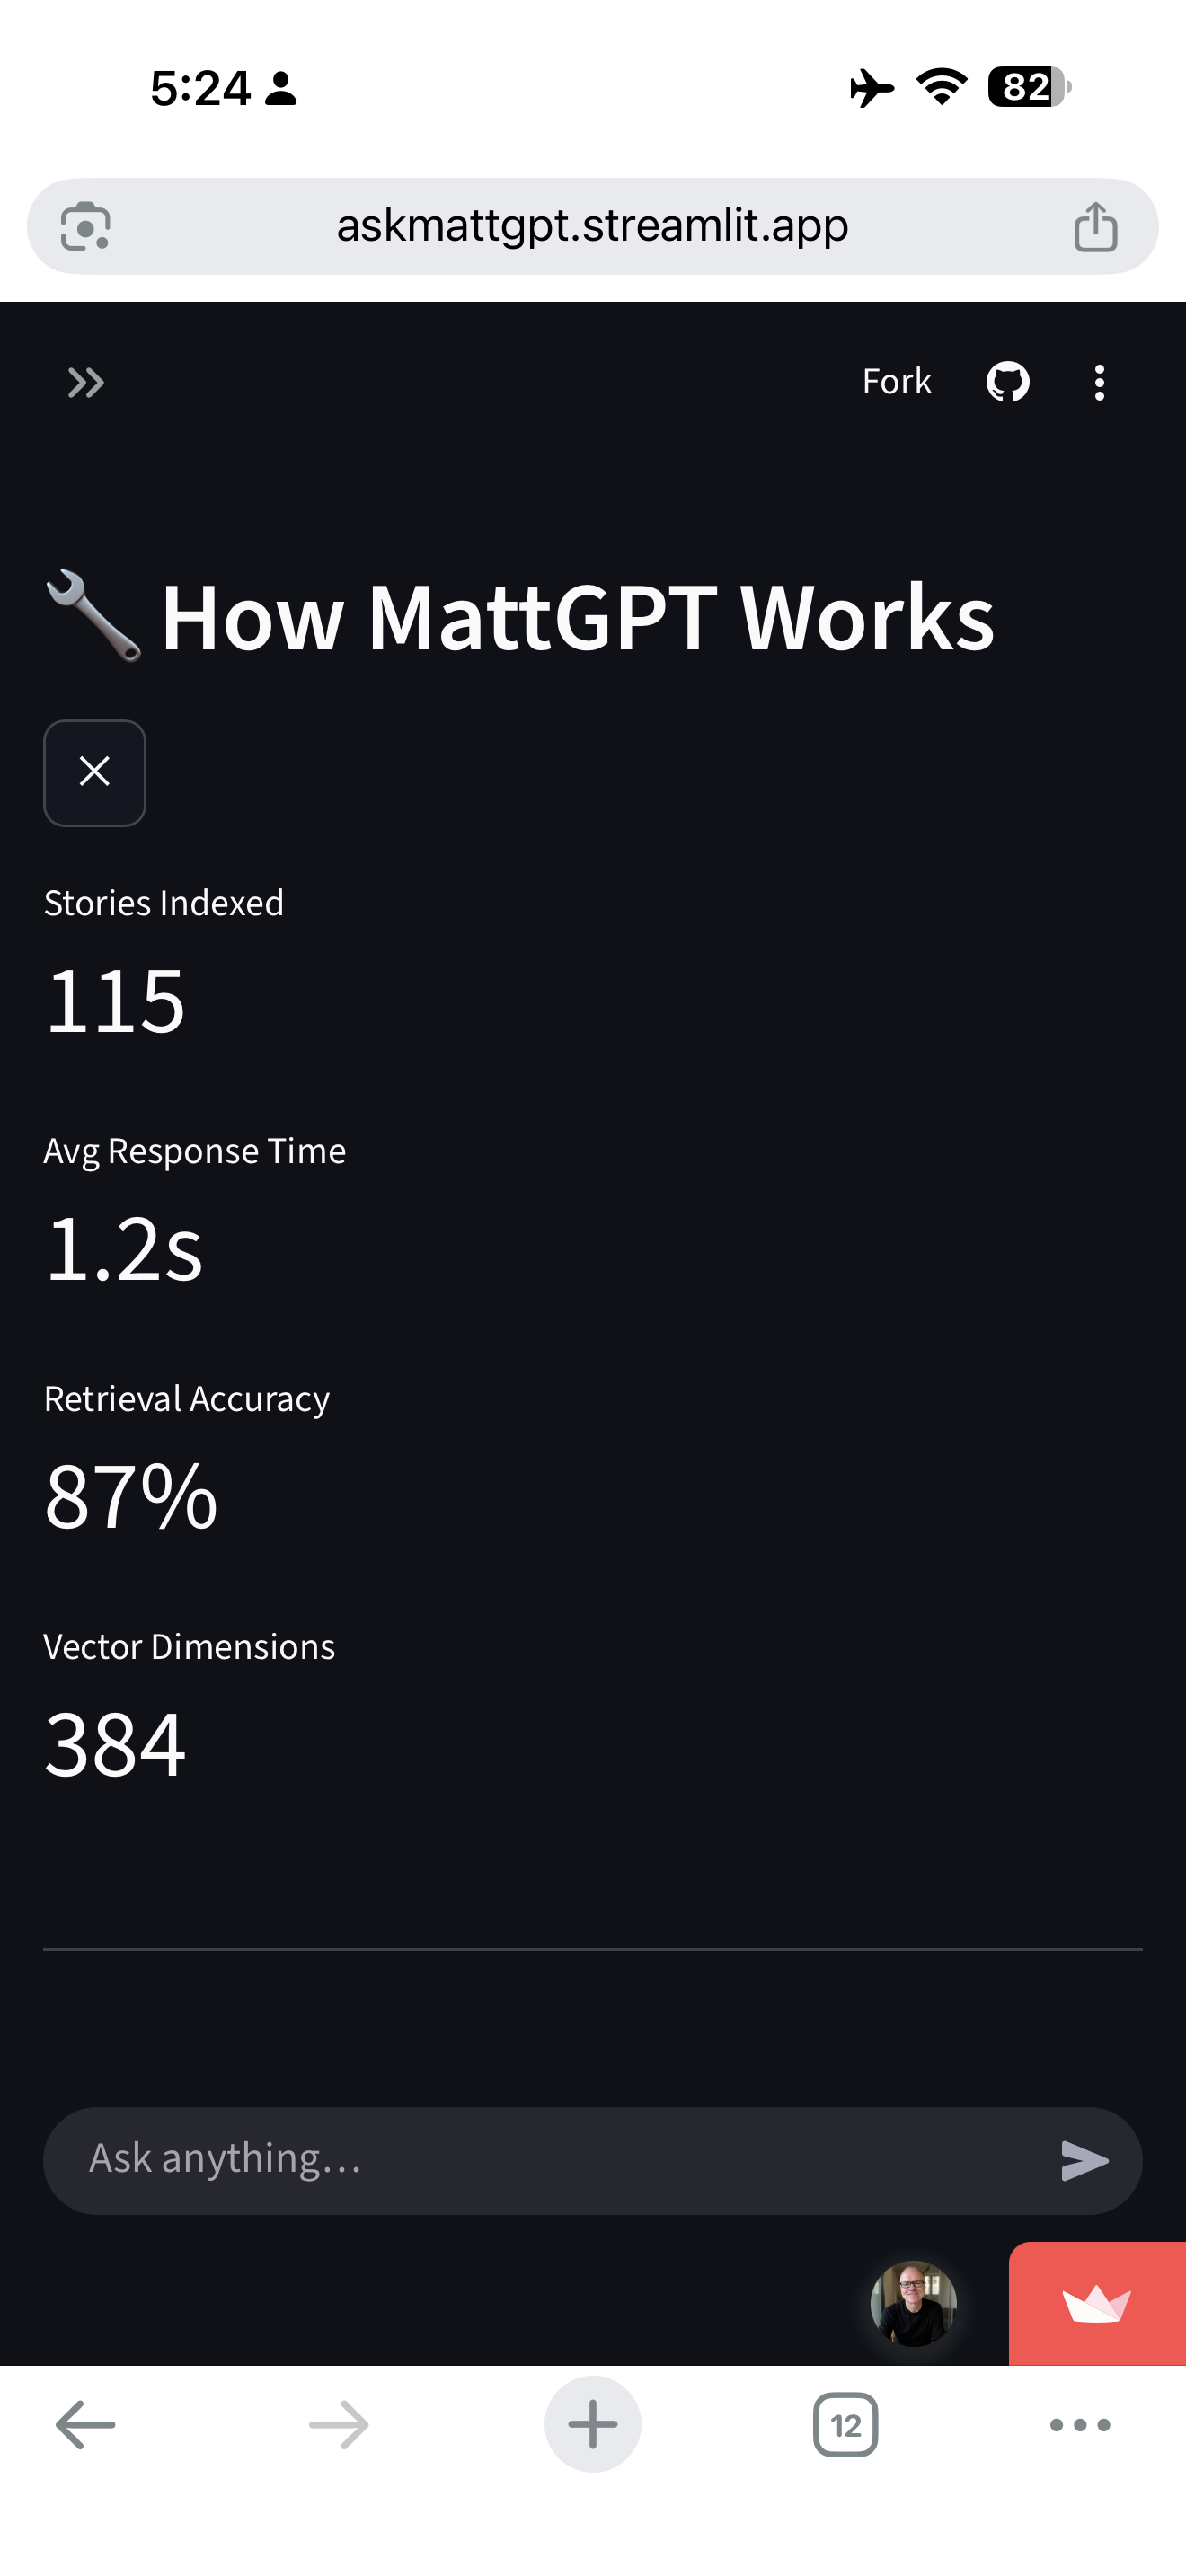 5:24
82
askmattgpt.streamlit.app
Fork
🔧 How MattGPT Works
Stories Indexed
115
Avg Response Time
1.2s
Retrieval Accuracy
87%
Vector Dimensions
384
Ask anything...
12